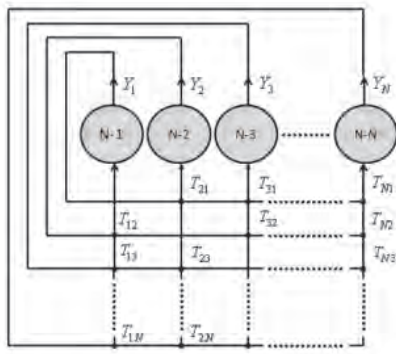 Y1 Y2 Y3 YN
N-1 N-2 N-3 N-N
T21 T31 TN1
T12 T32 TN2
T13 T23 TN3
T1N T2N